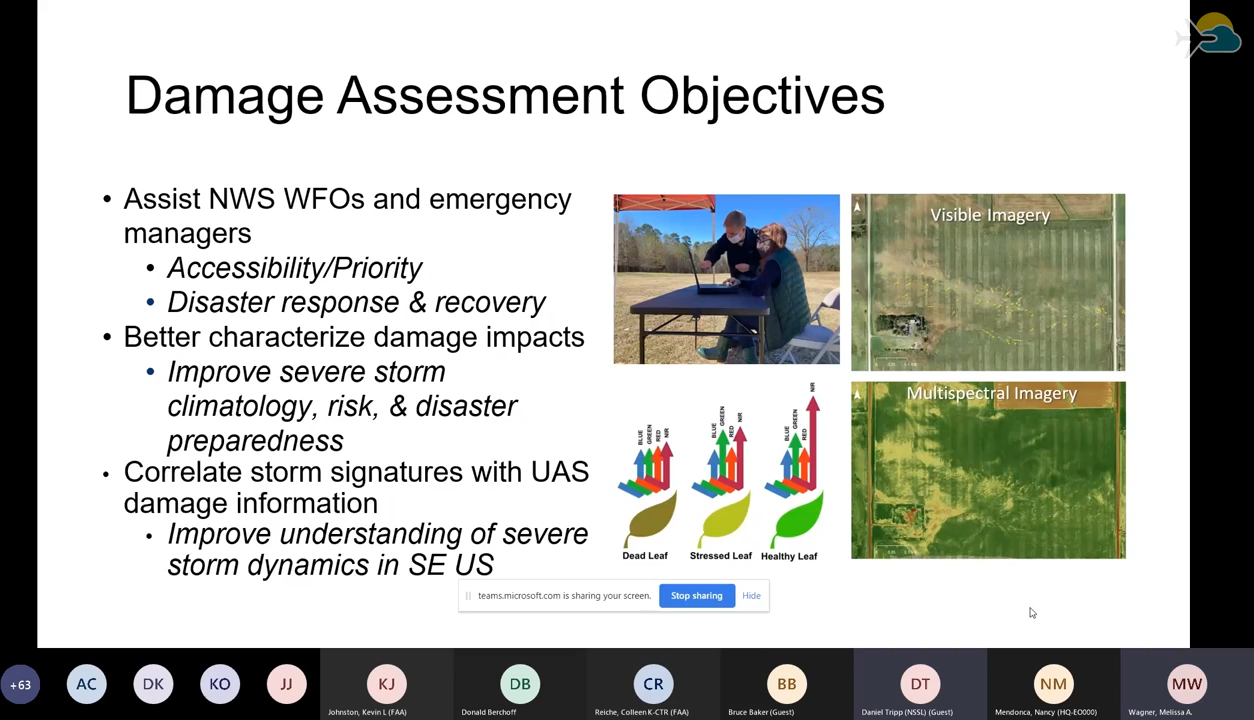 Damage Assessment Objectives
• Assist NWS WFOs and emergency
managers
• Accessibility/Priority
• Disaster response & recovery
• Better characterize damage impacts
• Improve severe storm
climatology, risk, & disaster
preparedness
• Correlate storm signatures with UAS
damage information
• Improve understanding of severe
storm dynamics in SE US
Visible Imagery
Multispectral Imagery
BLUE GREEN RED NIR
BLUE GREEN RED NIR
BLUE GREEN RED NIR
Dead Leaf Stressed Leaf Healthy Leaf
teams.microsoft.com is sharing your screen. Stop sharing Hide
+63 AC DK KO JJ KJ DB CR BB DT NM MW
Johnston, Kevin L (FAA) Donald Berchoff Reiche, Colleen K-CTR (FAA) Bruce Baker (Guest) Daniel Tripp (NSSL) (Guest) Mendonca, Nancy (HQ-EO000) Wagner, Melissa A.